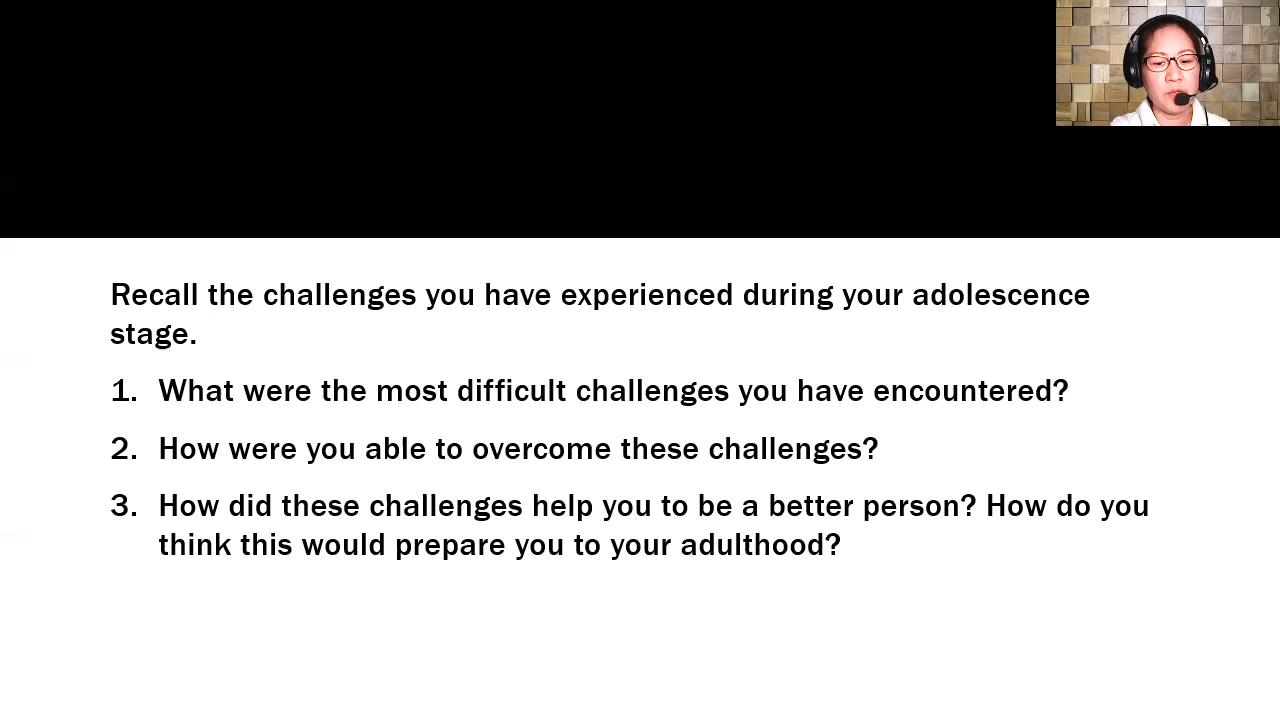 Recall the challenges you have experienced during your adolescence
stage.
1. What were the most difficult challenges you have encountered?
2. How were you able to overcome these challenges?
3. How did these challenges help you to be a better person? How do you
think this would prepare you to your adulthood?